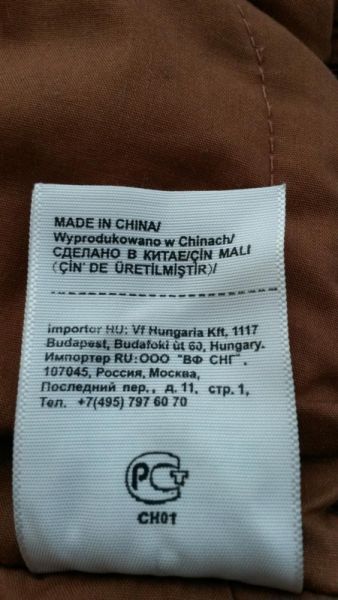 MADE IN CHINA/
Wyprodukowano w Chinach/
СДЕЛАНО В КИТАЕ/ÇİN MALI
(ÇİN' DE ÜRETİLMİŞTİR)/
Importor HU: Vf Hungaria Kft, 1117
Budapest, Budafoki út 60, Hungary.
Импортер RU:ООО "ВФ СНГ",
107045, Россия, Москва,
Последний пер., д. 11, стр. 1,
Тел. +7(495) 797 60 70
РСТ
CH01